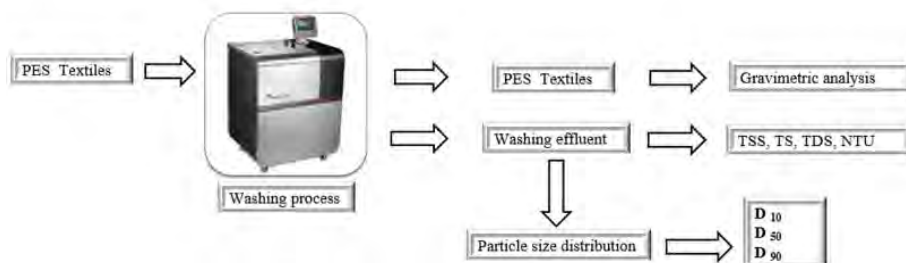 PES Textiles
PES Textiles
Gravimetric analysis
Washing effluent
TSS, TS, TDS, NTU
Washing process
Particle size distribution
D 10
D 50
D 90